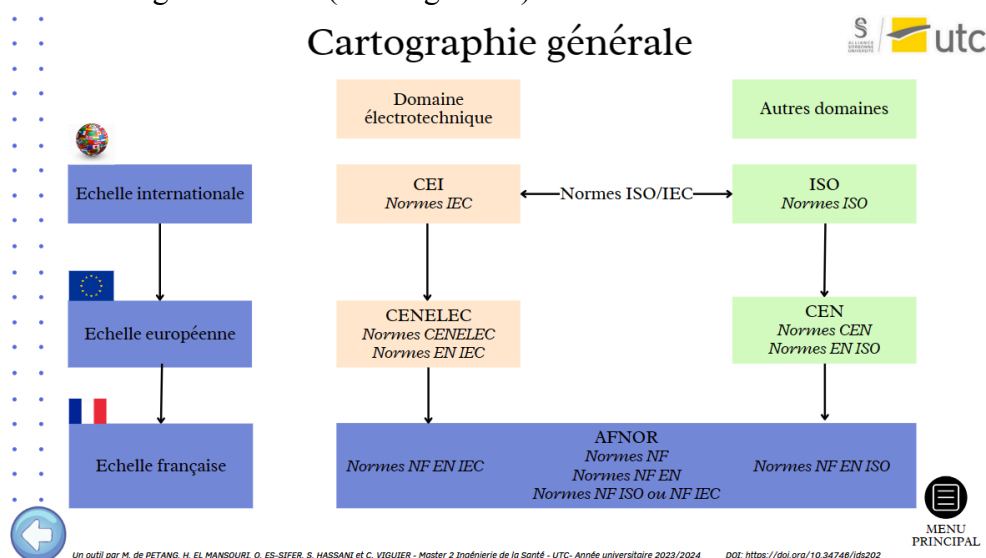 Cartographie générale
utc
Domaine
électrotechnique
Autres domaines
Echelle internationale
CEI
Normes IEC
Normes ISO/IEC
ISO
Normes ISO
Echelle européenne
CENELEC
Normes CENELEC
Normes EN IEC
CEN
Normes CEN
Normes EN ISO
Echelle française
Normes NF EN IEC
AFNOR
Normes NF
Normes NF EN
Normes NF ISO ou NF IEC
Normes NF EN ISO
MENU
PRINCIPAL
Un outil par M. de PETANG, H. EL MANSOURI, O. ES-SIFER, S. HASSANI et C. VIGUIER - Master 2 Ingénierie de la Santé - UTC- Année universitaire 2023/2024 DOI: https://doi.org/10.34746/ids202